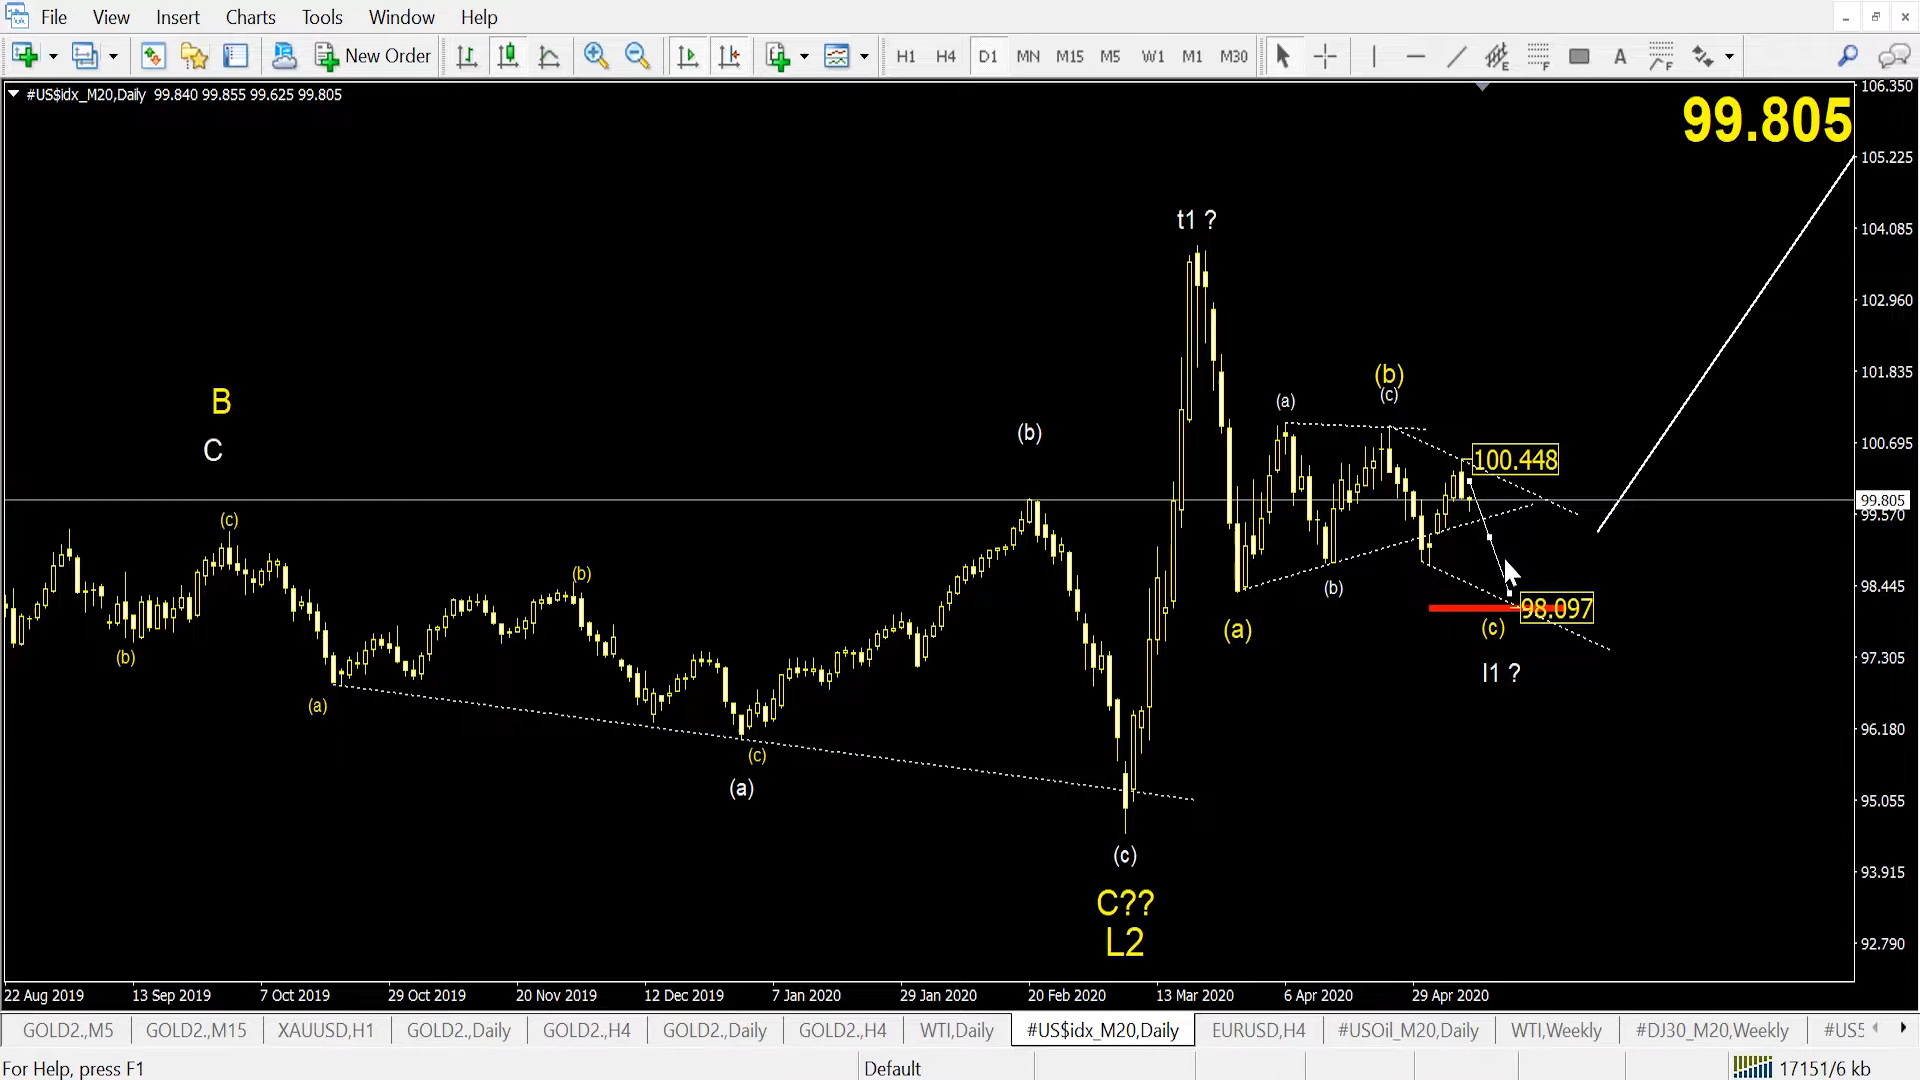 File View Insert Charts Tools Window Help
New Order H1 H4 D1 MN M15 M5 W1 M1 M30 A
#US$idx_M20,Daily 99.840 99.855 99.625 99.805
99.805
106.350
105.225
104.085
102.960
101.835
100.695
99.805
99.570
98.445
97.305
96.180
95.055
93.915
92.790
t1 ?
B
C
(c)
(b)
(a)
(b)
(c)
(a)
(b)
(c)
C??
L2
(a)
(a)
(b)
(b)
(c)
100.448
98.097
(c)
l1 ?
22 Aug 2019 13 Sep 2019 7 Oct 2019 29 Oct 2019 20 Nov 2019 12 Dec 2019 7 Jan 2020 29 Jan 2020 20 Feb 2020 13 Mar 2020 6 Apr 2020 29 Apr 2020
GOLD2.,M5 GOLD2.,M15 XAUUSD,H1 GOLD2.,Daily GOLD2.,H4 GOLD2.,Daily GOLD2.,H4 WTI,Daily #US$idx_M20,Daily EURUSD,H4 #USOil_M20,Daily WTI,Weekly #DJ30_M20,Weekly
For Help, press F1 Default 17151/6 kb